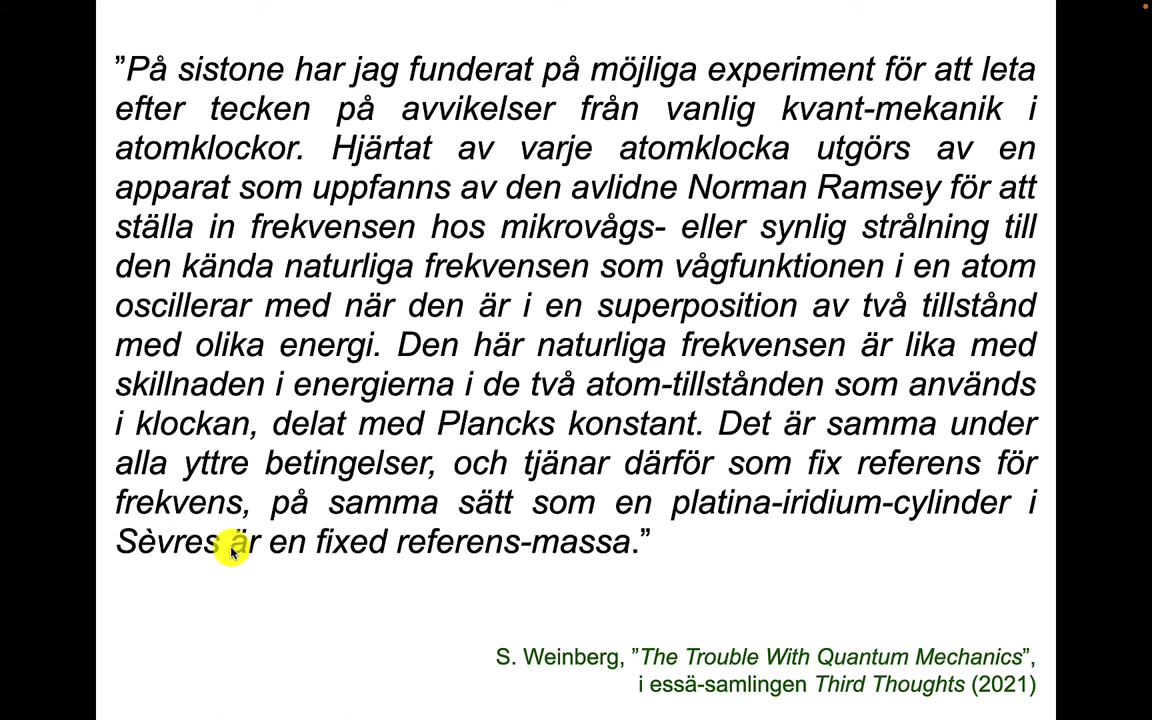 ”På sistone har jag funderat på möjliga experiment för att leta
efter tecken på avvikelser från vanlig kvant-mekanik i
atomklockor. Hjärtat av varje atomklocka utgörs av en
apparat som uppfanns av den avlidne Norman Ramsey för att
ställa in frekvensen hos mikrovågs- eller synlig strålning till
den kända naturliga frekvensen som vågfunktionen i en atom
oscillerar med när den är i en superposition av två tillstånd
med olika energi. Den här naturliga frekvensen är lika med
skillnaden i energierna i de två atom-tillstånden som används
i klockan, delat med Plancks konstant. Det är samma under
alla yttre betingelser, och tjänar därför som fix referens för
frekvens, på samma sätt som en platina-iridium-cylinder i
Sèvres är en fixed referens-massa.”
S. Weinberg, ”The Trouble With Quantum Mechanics”,
i essä-samlingen Third Thoughts (2021)